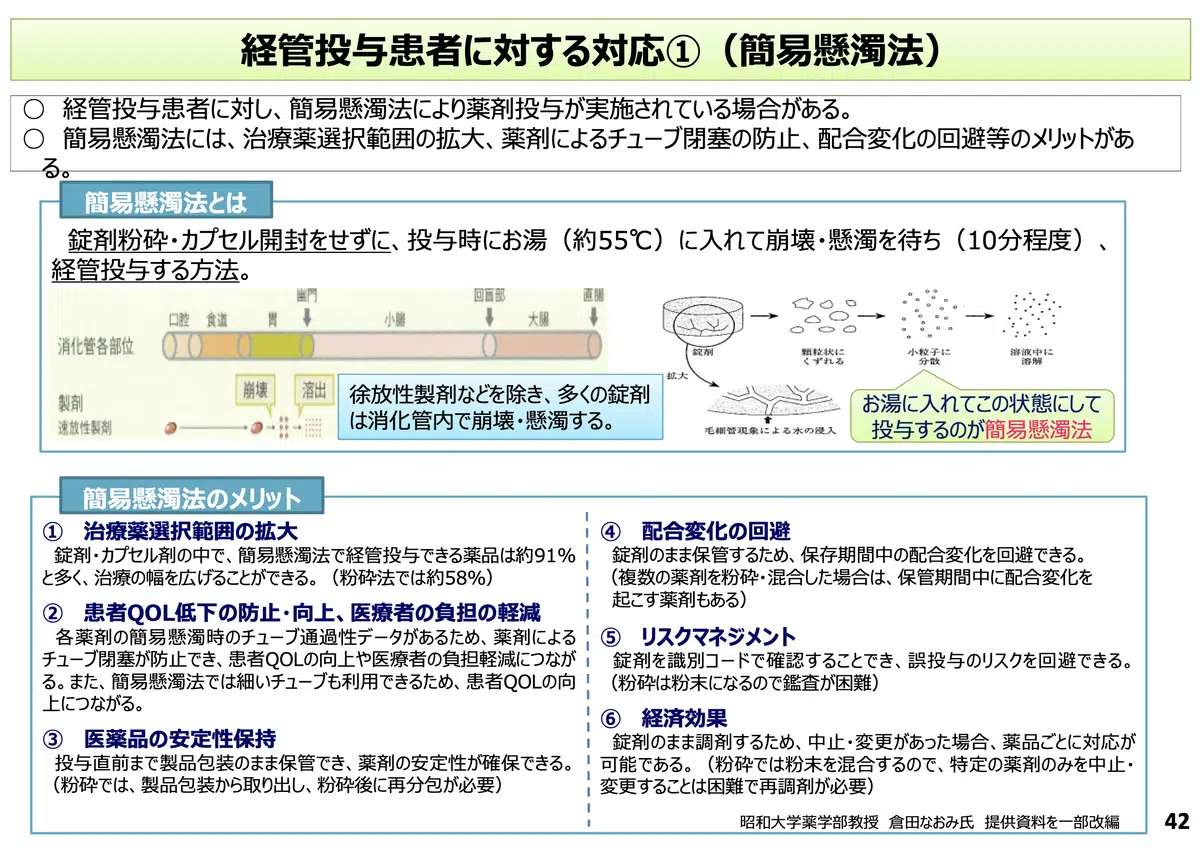 経管投与患者に対する対応①（簡易懸濁法）
○　経管投与患者に対し、簡易懸濁法により薬剤投与が実施されている場合がある。
○　簡易懸濁法には、治療薬選択範囲の拡大、薬剤によるチューブ閉塞の防止、配合変化の回避等のメリットがあ
る。
簡易懸濁法とは
錠剤粉砕・カプセル開封をせずに、投与時にお湯（約55℃）に入れて崩壊・懸濁を待ち（10分程度）、
経管投与する方法。
幽門　回盲部　直腸
口腔　食道　胃　小腸　大腸
消化管各部位
崩壊　溶出
製剤
速放性製剤
徐放性製剤などを除き、多くの錠剤
は消化管内で崩壊・懸濁する。
錠剤
顆粒状に
くずれる
小粒子に
分散
溶液中に
溶解
拡大
毛細管現象による水の浸入
お湯に入れてこの状態にして
投与するのが簡易懸濁法
簡易懸濁法のメリット
①　治療薬選択範囲の拡大
錠剤・カプセル剤の中で、簡易懸濁法で経管投与できる薬品は約91%
と多く、治療の幅を広げることができる。（粉砕法では約58%）
②　患者QOL低下の防止・向上、医療者の負担の軽減
各薬剤の簡易懸濁時のチューブ通過性データがあるため、薬剤による
チューブ閉塞が防止でき、患者QOLの向上や医療者の負担軽減につなが
る。また、簡易懸濁法では細いチューブも利用できるため、患者QOLの向
上につながる。
③　医薬品の安定性保持
投与直前まで製品包装のまま保管でき、薬剤の安定性が確保できる。
（粉砕では、製品包装から取り出し、粉砕後に再分包が必要）
④　配合変化の回避
錠剤のまま保管するため、保存期間中の配合変化を回避できる。
（複数の薬剤を粉砕・混合した場合は、保管期間中に配合変化を
起こす薬剤もある）
⑤　リスクマネジメント
錠剤を識別コードで確認することでき、誤投与のリスクを回避できる。
（粉砕は粉末になるので鑑査が困難）
⑥　経済効果
錠剤のまま調剤するため、中止・変更があった場合、薬品ごとに対応が
可能である。（粉砕では粉末を混合するので、特定の薬剤のみを中止・
変更することは困難で再調剤が必要）
昭和大学薬学部教授　倉田なおみ氏　提供資料を一部改編
42